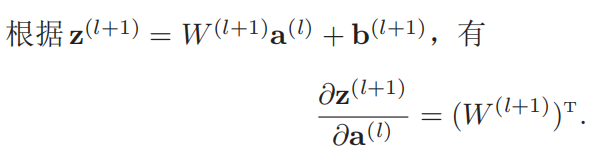 根据 𝐳⁽ˡ⁺¹⁾ = W⁽ˡ⁺¹⁾𝐚⁽ˡ⁾ + 𝐛⁽ˡ⁺¹⁾，有
∂𝐳⁽ˡ⁺¹⁾ / ∂𝐚⁽ˡ⁾ = (W⁽ˡ⁺¹⁾)ᵀ.